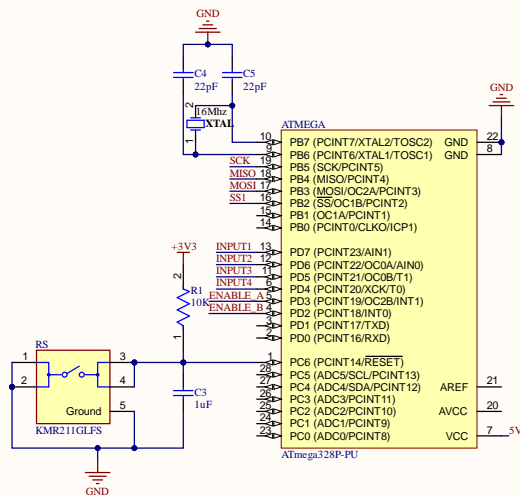 GND
C4
22pF
C5
22pF
2
16Mhz
XTAL
1
GND
ATMEGA
10 PB7 (PCINT7/XTAL2/TOSC2) GND 22
9 PB6 (PCINT6/XTAL1/TOSC1) GND 8
SCK 19 PB5 (SCK/PCINT5)
MISO 18 PB4 (MISO/PCINT4)
MOSI 17 PB3 (MOSI/OC2A/PCINT3)
SS1 16 PB2 (SS/OC1B/PCINT2)
15 PB1 (OC1A/PCINT1)
14 PB0 (PCINT0/CLKO/ICP1)
INPUT1 13 PD7 (PCINT23/AIN1)
INPUT2 12 PD6 (PCINT22/OC0A/AIN0)
INPUT3 11 PD5 (PCINT21/OC0B/T1)
INPUT4 6 PD4 (PCINT20/XCK/T0)
ENABLE_A 5 PD3 (PCINT19/OC2B/INT1)
ENABLE_B 4 PD2 (PCINT18/INT0)
3 PD1 (PCINT17/TXD)
2 PD0 (PCINT16/RXD)
1 PC6 (PCINT14/RESET)
28 PC5 (ADC5/SCL/PCINT13)
27 PC4 (ADC4/SDA/PCINT12) AREF 21
26 PC3 (ADC3/PCINT11)
25 PC2 (ADC2/PCINT10) AVCC 20
24 PC1 (ADC1/PCINT9)
23 PC0 (ADC0/PCINT8) VCC 7 5V
ATmega328P-PU
+3V3
2
R1
10K
1
RS
1 3
2 4
Ground 5
KMR211GLFS
C3
1uF
GND